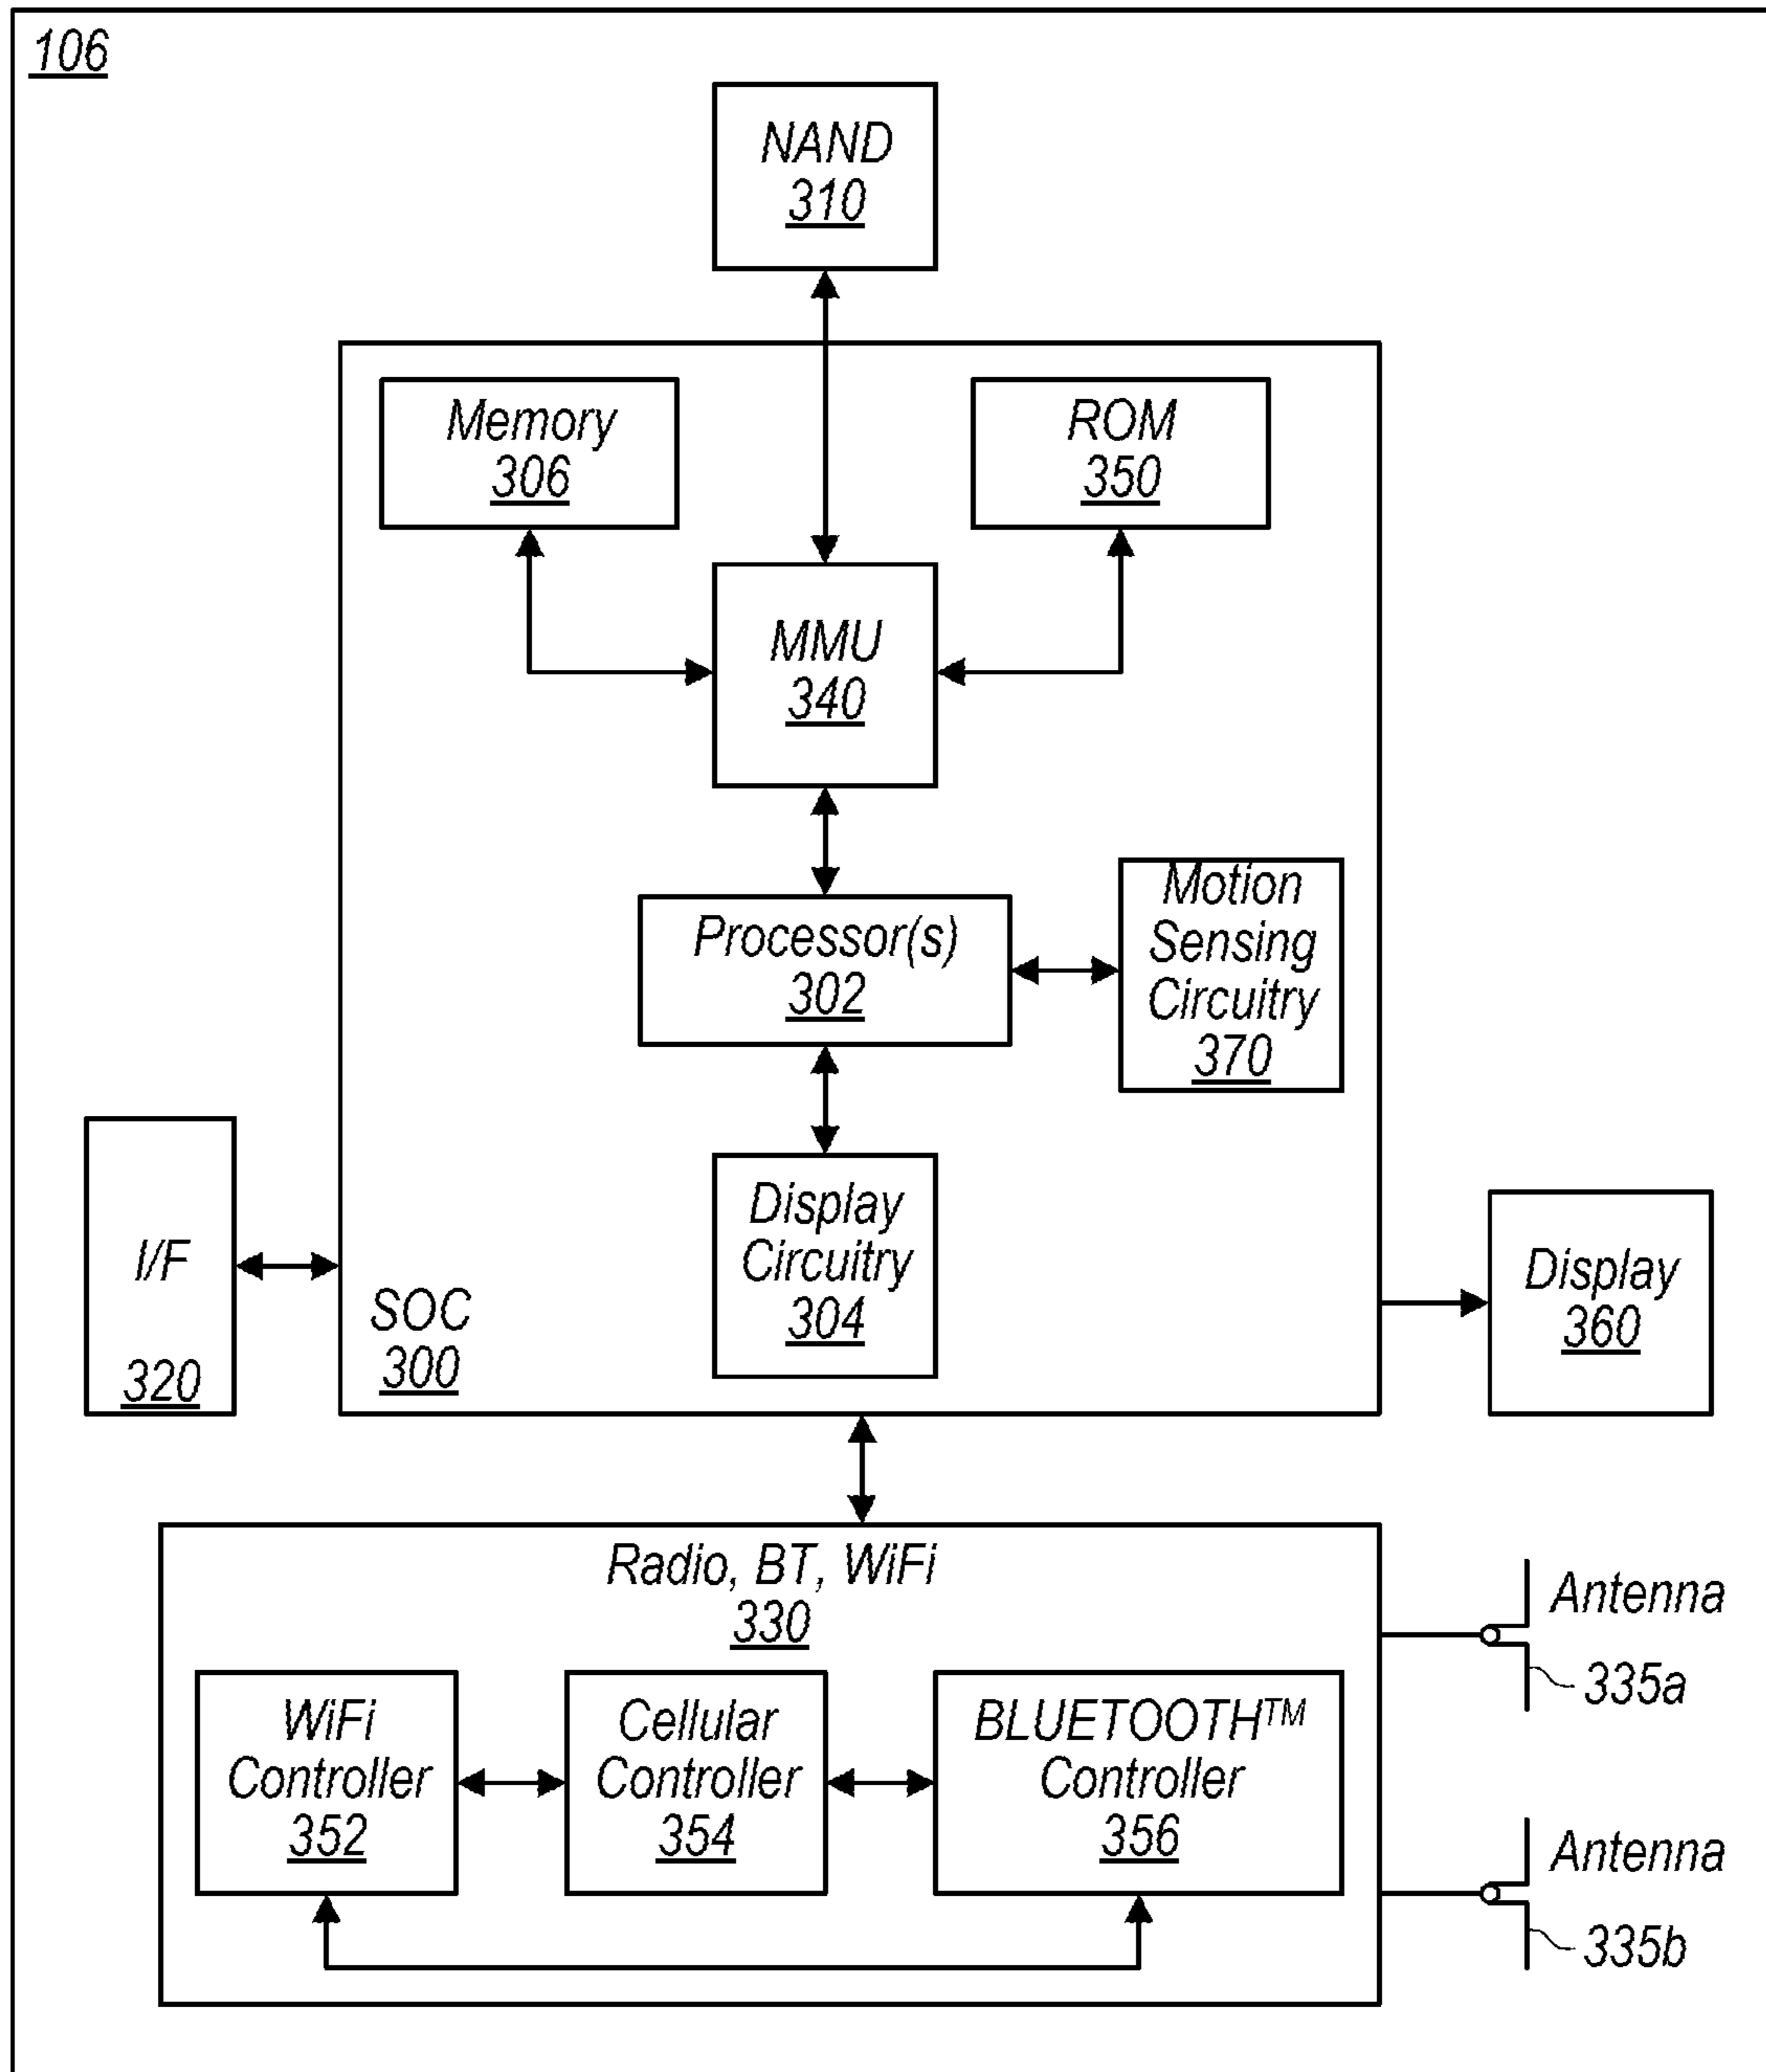 106
NAND
310
Memory
306
ROM
350
MMU
340
Processor(s)
302
Motion
Sensing
Circuitry
370
Display
Circuitry
304
I/F
320
SOC
300
Display
360
Radio, BT, WiFi
330
WiFi
Controller
352
Cellular
Controller
354
BLUETOOTH™
Controller
356
Antenna
335a
Antenna
335b